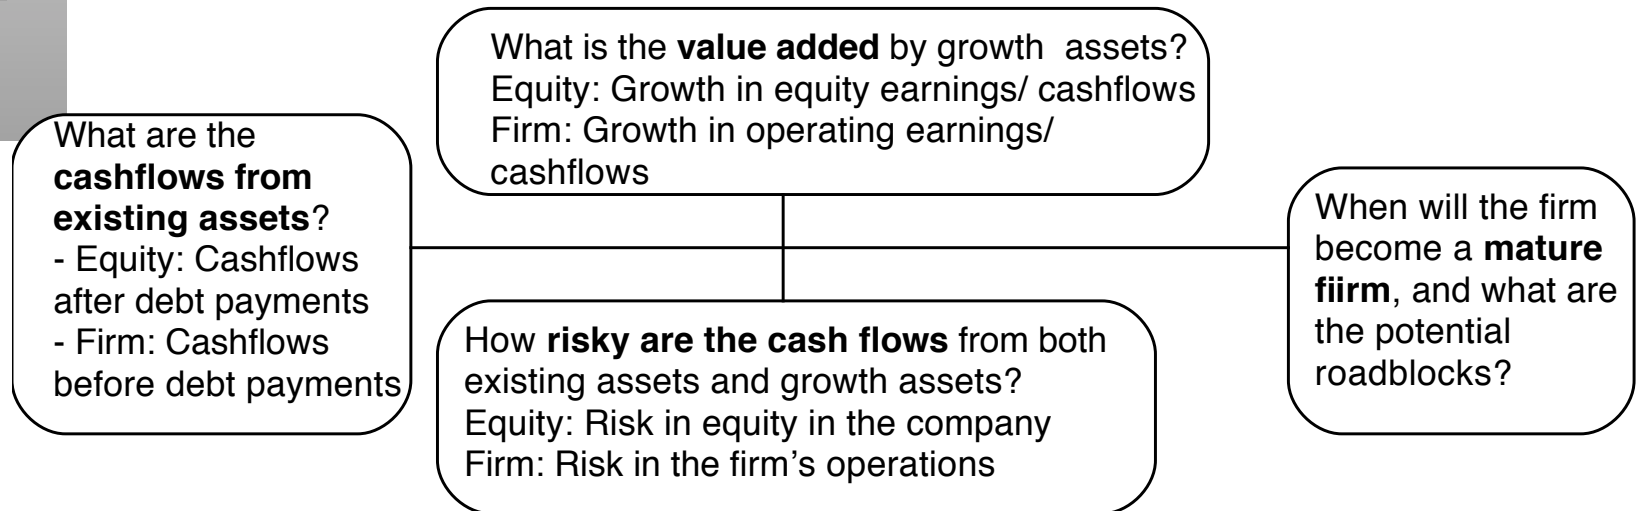 What is the value added by growth  assets?
Equity: Growth in equity earnings/ cashflows
Firm: Growth in operating earnings/
cashflows
What are the
cashflows from
existing assets?
- Equity: Cashflows
after debt payments
- Firm: Cashflows
before debt payments
How risky are the cash flows from both
existing assets and growth assets?
Equity: Risk in equity in the company
Firm: Risk in the firm’s operations
When will the firm
become a mature
fiirm, and what are
the potential
roadblocks?